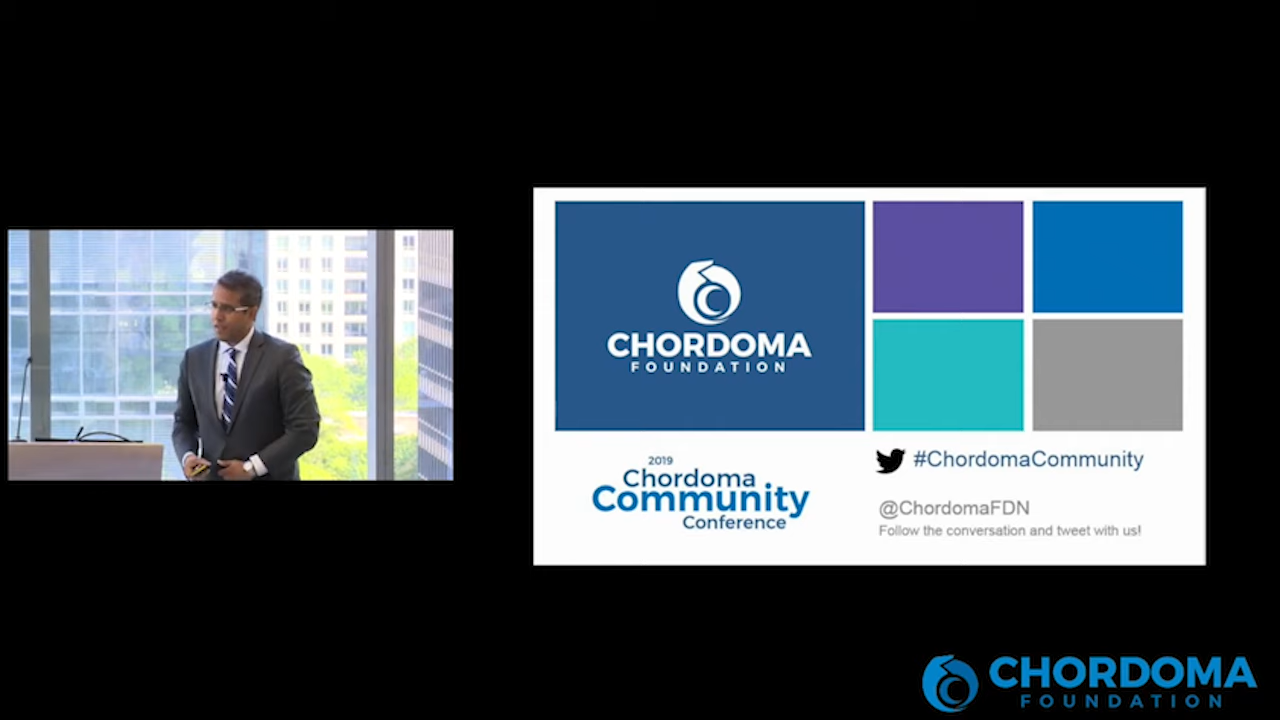 CHORDOMA
FOUNDATION
2019
Chordoma
Community
Conference
#ChordomaCommunity
@ChordomaFDN
Follow the conversation and tweet with us!
CHORDOMA
FOUNDATION